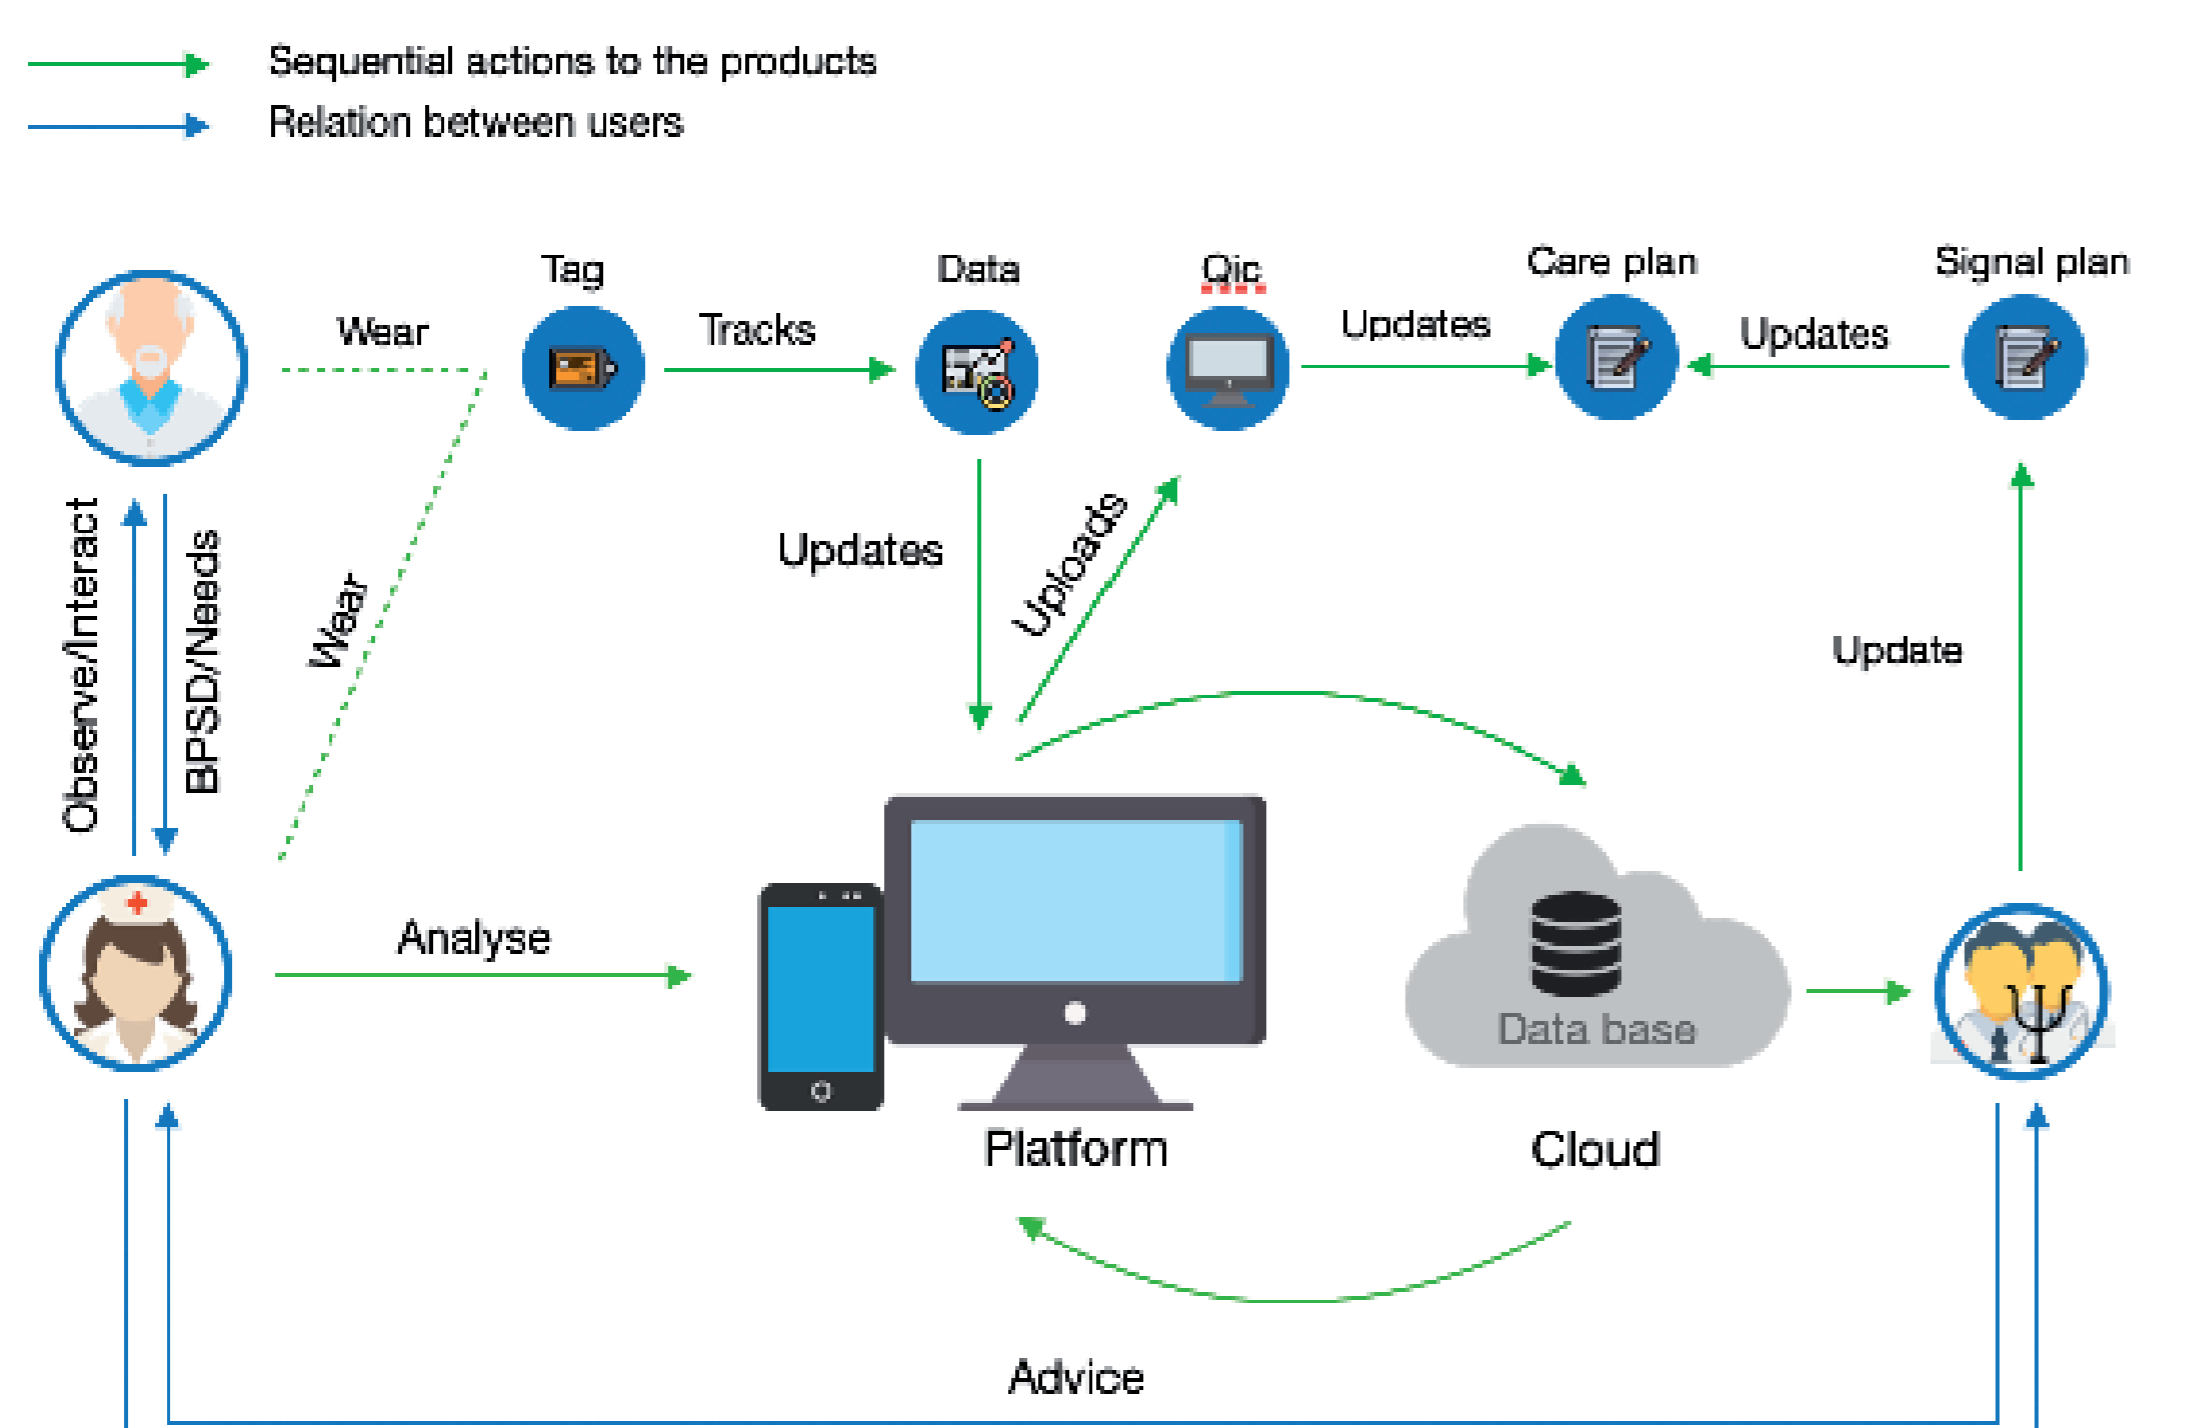 Sequential actions to the products
Relation between users
Tag
Data
Qic
Care plan
Signal plan
Wear
Tracks
Updates
Updates
Observe/Interact
BPSD/Needs
Wear
Updates
Uploads
Update
Analyse
Data base
Platform
Cloud
Advice